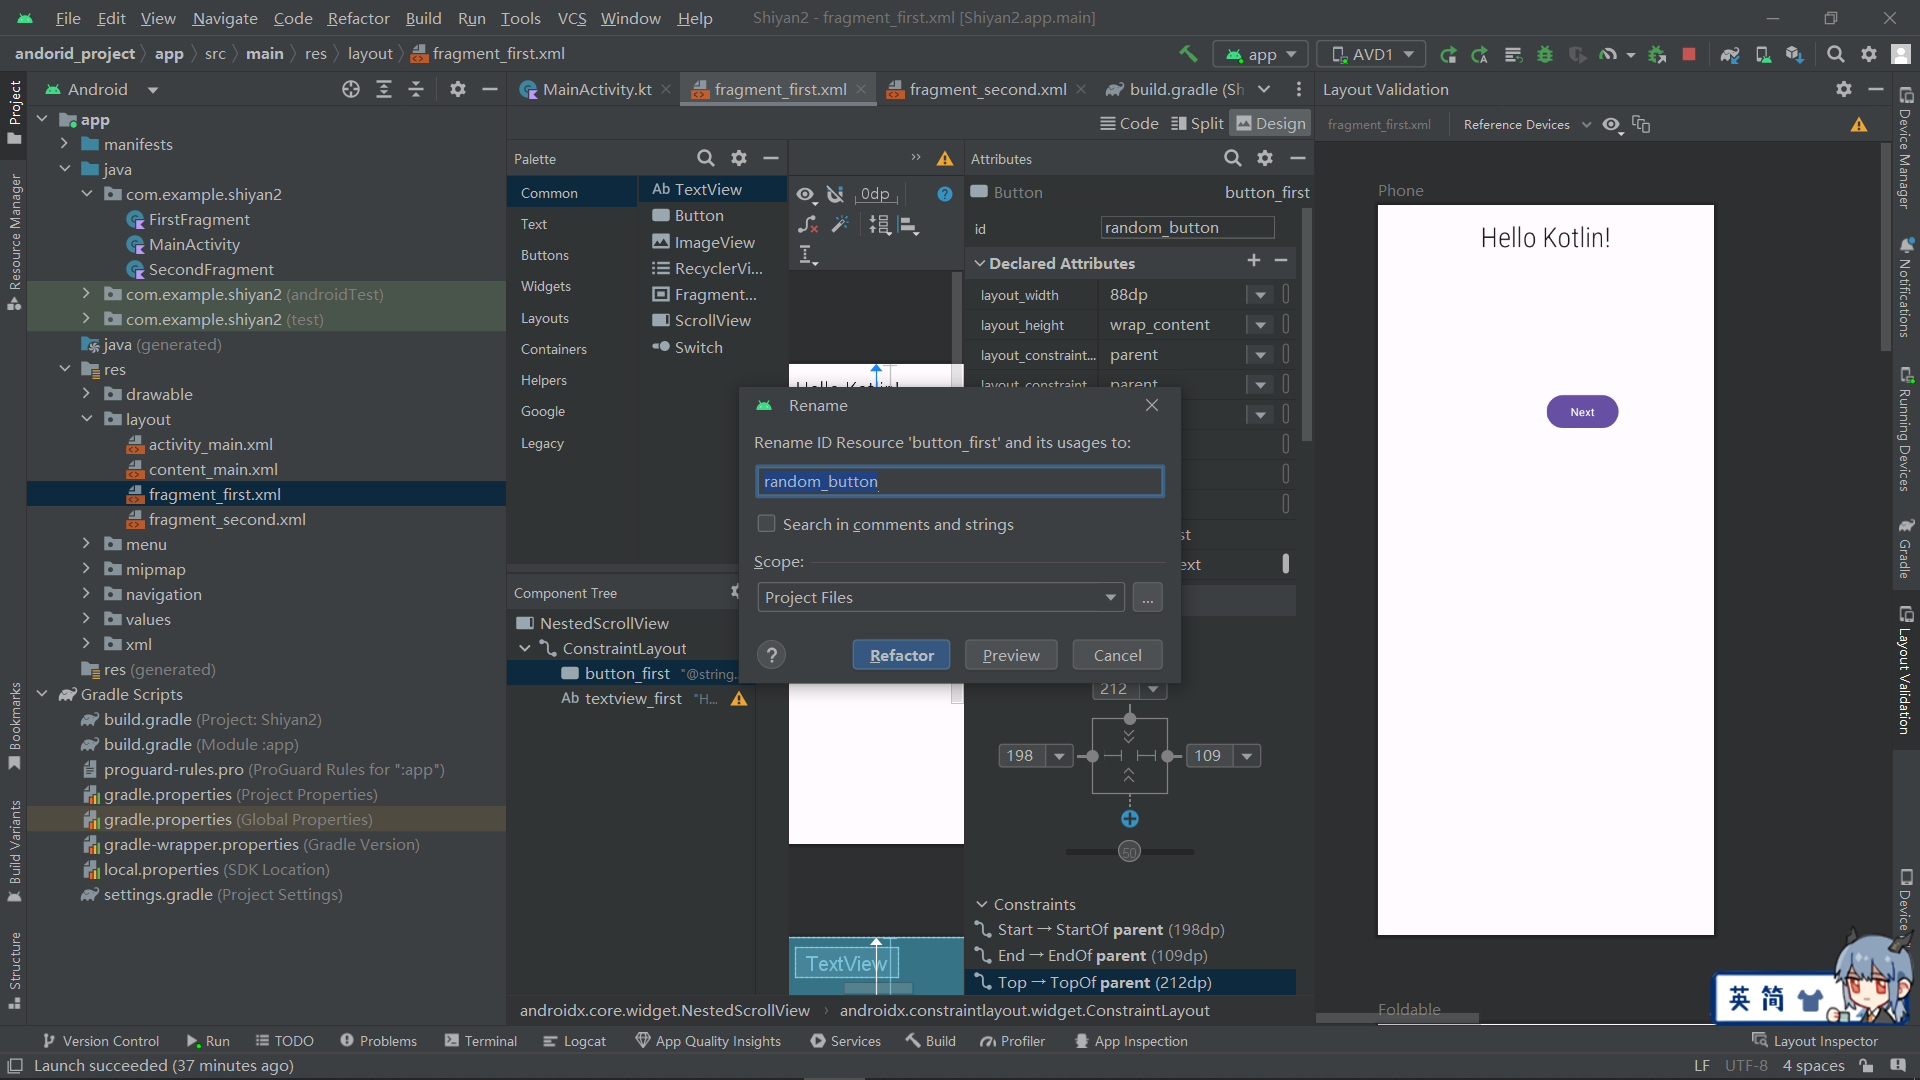 File Edit View Navigate Code Refactor Build Run Tools VCS Window Help Shiyan2 - fragment_first.xml [Shiyan2.app.main]
andorid_project app src main res layout fragment_first.xml app AVD1
Project
Resource Manager
Bookmarks
Build Variants
Structure
Android
app
manifests
java
com.example.shiyan2
FirstFragment
MainActivity
SecondFragment
com.example.shiyan2 (androidTest)
com.example.shiyan2 (test)
java (generated)
res
drawable
layout
activity_main.xml
content_main.xml
fragment_first.xml
fragment_second.xml
menu
mipmap
navigation
values
xml
res (generated)
Gradle Scripts
build.gradle (Project: Shiyan2)
build.gradle (Module :app)
proguard-rules.pro (ProGuard Rules for ":app")
gradle.properties (Project Properties)
gradle.properties (Global Properties)
gradle-wrapper.properties (Gradle Version)
local.properties (SDK Location)
settings.gradle (Project Settings)
MainActivity.kt fragment_first.xml fragment_second.xml build.gradle (Sh
Code Split Design
Palette
Common
Text
Buttons
Widgets
Layouts
Containers
Helpers
Google
Legacy
Ab TextView
Button
ImageView
RecyclerVi...
Fragment...
ScrollView
Switch
Component Tree
NestedScrollView
ConstraintLayout
button_first "@string...
Ab textview_first "H...
0dp
TextView
Attributes
Button button_first
id random_button
Declared Attributes
layout_width 88dp
layout_height wrap_content
layout_constraint... parent
parent
Rename
Rename ID Resource 'button_first' and its usages to:
random_button
Search in comments and strings
Scope:
Project Files
...
? Refactor Preview Cancel
212
198 109
50
Constraints
Start → StartOf parent (198dp)
End → EndOf parent (109dp)
Top → TopOf parent (212dp)
androidx.core.widget.NestedScrollView androidx.constraintlayout.widget.ConstraintLayout
Layout Validation
fragment_first.xml Reference Devices
Phone
Hello Kotlin!
Next
Foldable
英 简
Device Manager
Notifications
Running Devices
Gradle
Layout Validation
Version Control Run TODO Problems Terminal Logcat App Quality Insights Services Build Profiler App Inspection Layout Inspector
Launch succeeded (37 minutes ago) LF UTF-8 4 spaces